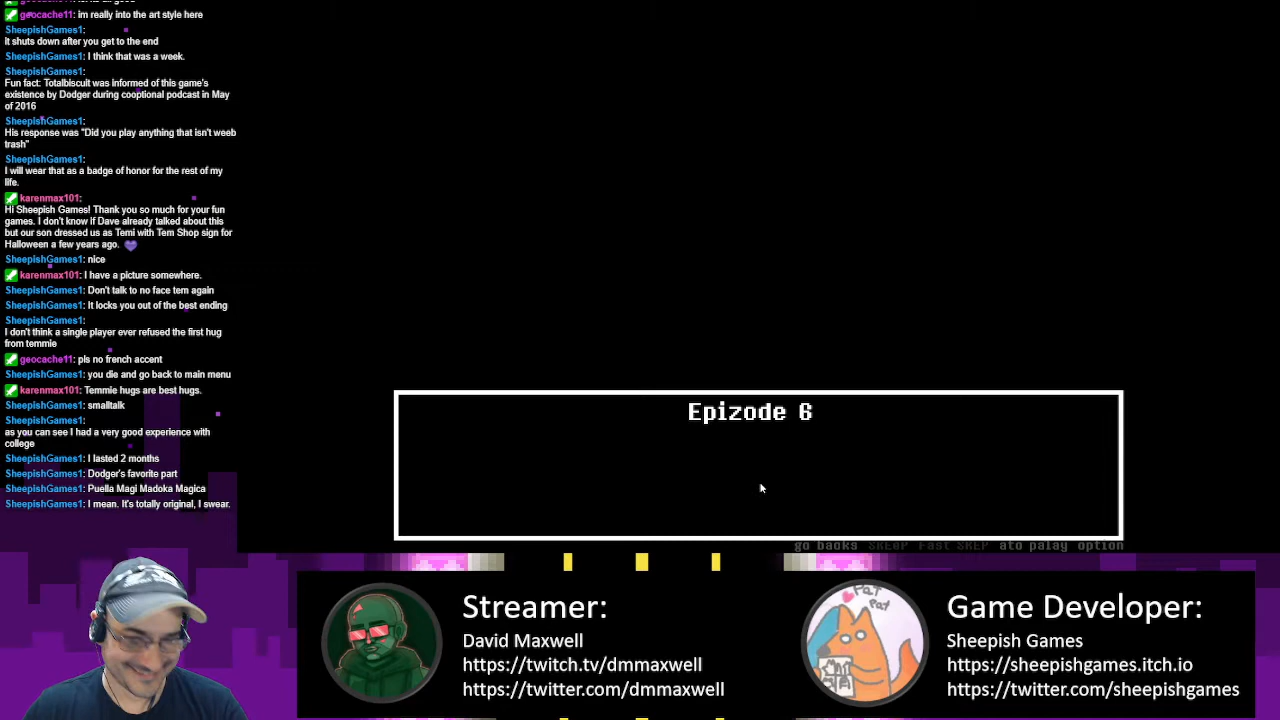 geocache11: im really into the art style here
SheepishGames1:
it shuts down after you get to the end
SheepishGames1: I think that was a week.
SheepishGames1:
Fun fact: Totalbiscuit was informed of this game's
existence by Dodger during cooptional podcast in May
of 2016
SheepishGames1:
His response was "Did you play anything that isn't weeb
trash"
SheepishGames1:
I will wear that as a badge of honor for the rest of my
life.
karenmax101:
Hi Sheepish Games! Thank you so much for your fun
games. I don't know If Dave already talked about this
but our son dressed us as Temi with Tem Shop sign for
Halloween a few years ago.
SheepishGames1: nice
karenmax101: I have a picture somewhere.
SheepishGames1: Don't talk to no face tem again
SheepishGames1: It locks you out of the best ending
SheepishGames1:
I don't think a single player ever refused the first hug
from temmie
geocache11: pls no french accent
SheepishGames1: you die and go back to main menu
karenmax101: Temmie hugs are best hugs.
SheepishGames1: smalltalk
SheepishGames1:
as you can see I had a very good experience with
college
SheepishGames1: I lasted 2 months
SheepishGames1: Dodger's favorite part
SheepishGames1: Puella Magi Madoka Magica
SheepishGames1: I mean. It's totally original, I swear.
Epizode 6
go backs SKEeP Fast SKEP ato palay option
Streamer:
David Maxwell
https://twitch.tv/dmmaxwell
https://twitter.com/dmmaxwell
PaT
Pat
Game Developer:
Sheepish Games
https://sheepishgames.itch.io
https://twitter.com/sheepishgames